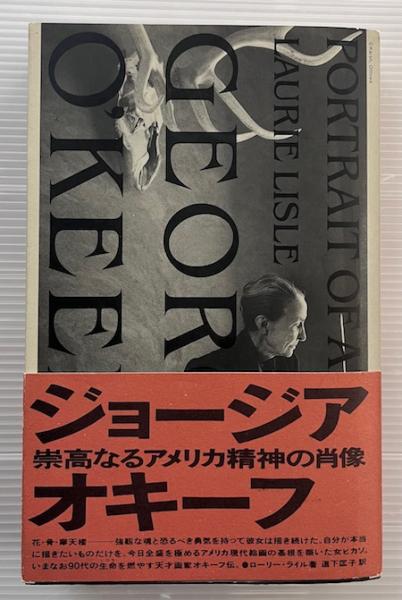 PORTRAIT OF A
LAURIE LISLE
GEOR
O'KEE
ジョージア
崇高なるアメリカ精神の肖像
オキーフ
花・骨・摩天楼――強靱な魂と恐るべき勇気を持って彼女は描き続けた。自分が本当
に描きたいものだけを。今日全盛を極めるアメリカ現代絵画の基根を築いた女ピカソ。
いまなお90代の生命を燃やす天才画家オキーフ伝。●ローリー・ライル著 道下匡子訳